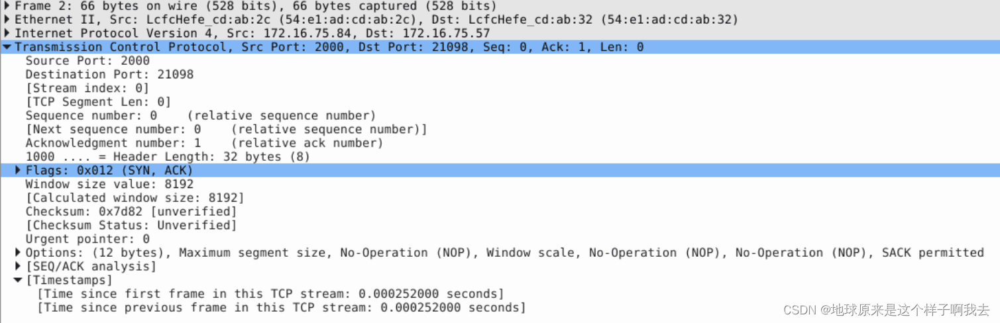 Frame 2: 66 bytes on wire (528 bits), 66 bytes captured (528 bits)
Ethernet II, Src: LcfcHefe_cd:ab:2c (54:e1:ad:cd:ab:2c), Dst: LcfcHefe_cd:ab:32 (54:e1:ad:cd:ab:32)
Internet Protocol Version 4, Src: 172.16.75.84, Dst: 172.16.75.57
Transmission Control Protocol, Src Port: 2000, Dst Port: 21098, Seq: 0, Ack: 1, Len: 0
Source Port: 2000
Destination Port: 21098
[Stream index: 0]
[TCP Segment Len: 0]
Sequence number: 0    (relative sequence number)
[Next sequence number: 0    (relative sequence number)]
Acknowledgment number: 1    (relative ack number)
1000 .... = Header Length: 32 bytes (8)
Flags: 0x012 (SYN, ACK)
Window size value: 8192
[Calculated window size: 8192]
Checksum: 0x7d82 [unverified]
[Checksum Status: Unverified]
Urgent pointer: 0
Options: (12 bytes), Maximum segment size, No-Operation (NOP), Window scale, No-Operation (NOP), No-Operation (NOP), SACK permitted
[SEQ/ACK analysis]
[Timestamps]
[Time since first frame in this TCP stream: 0.000252000 seconds]
[Time since previous frame in this TCP stream: 0.000252000 seconds]
CSDN @地球原来是这个样子啊我去